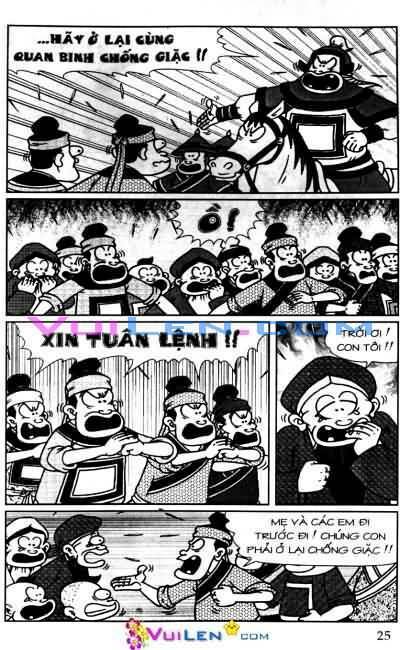 ...HÃY Ở LẠI CÙNG
QUAN BINH CHỐNG GIẶC !!
Ồ !
VUILEN.COM
XIN TUÂN LỆNH !!
TRỜI ƠI !
CON TÔI !
MẸ VÀ CÁC EM ĐI
TRƯỚC ĐI ! CHÚNG CON
PHẢI Ở LẠI CHỐNG GIẶC !!
25
VUILEN.COM